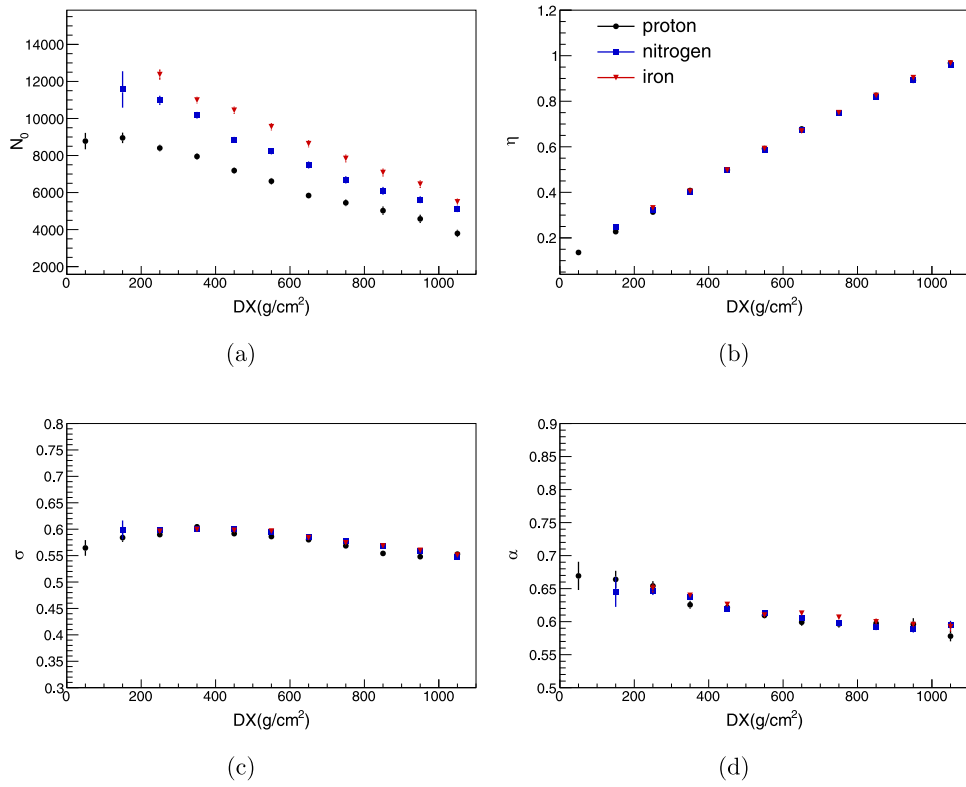 14000
12000
10000
8000
6000
4000
2000
N₀
0 200 400 600 800 1000
DX(g/cm²)
(a)
1.2
1
0.8
0.6
0.4
0.2
η
proton
nitrogen
iron
0 200 400 600 800 1000
DX(g/cm²)
(b)
0.8
0.75
0.7
0.65
0.6
0.55
0.5
0.45
0.4
0.35
0.3
σ
0 200 400 600 800 1000
DX(g/cm²)
(c)
0.9
0.85
0.8
0.75
0.7
0.65
0.6
0.55
0.5
α
0 200 400 600 800 1000
DX(g/cm²)
(d)